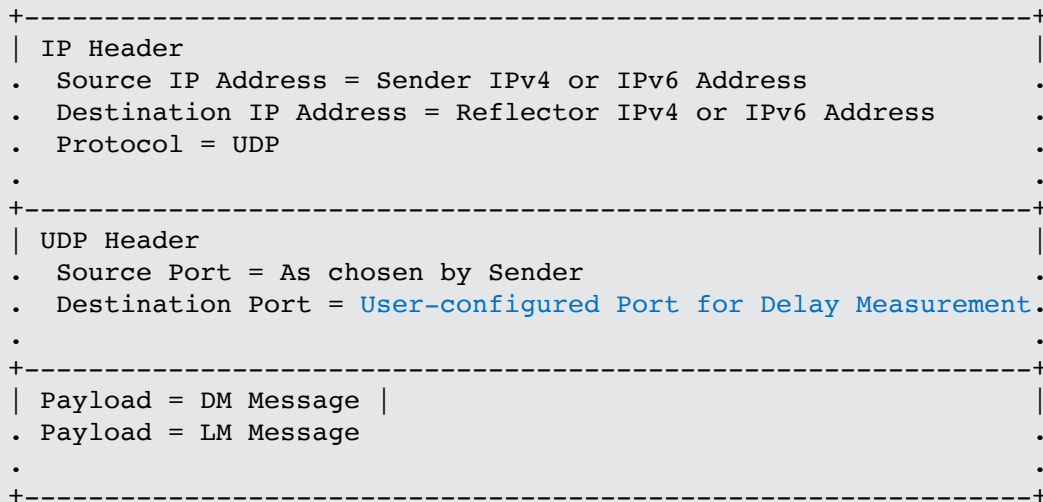 +---------------------------------------------------------------+
| IP Header                                                     |
.  Source IP Address = Sender IPv4 or IPv6 Address              .
.  Destination IP Address = Reflector IPv4 or IPv6 Address      .
.  Protocol = UDP                                               .
.                                                               .
+---------------------------------------------------------------+
| UDP Header                                                    |
.  Source Port = As chosen by Sender                            .
.  Destination Port = User-configured Port for Delay Measurement.
.                                                               .
+---------------------------------------------------------------+
| Payload = DM Message |                                        |
. Payload = LM Message                                          .
.                                                               .
+---------------------------------------------------------------+